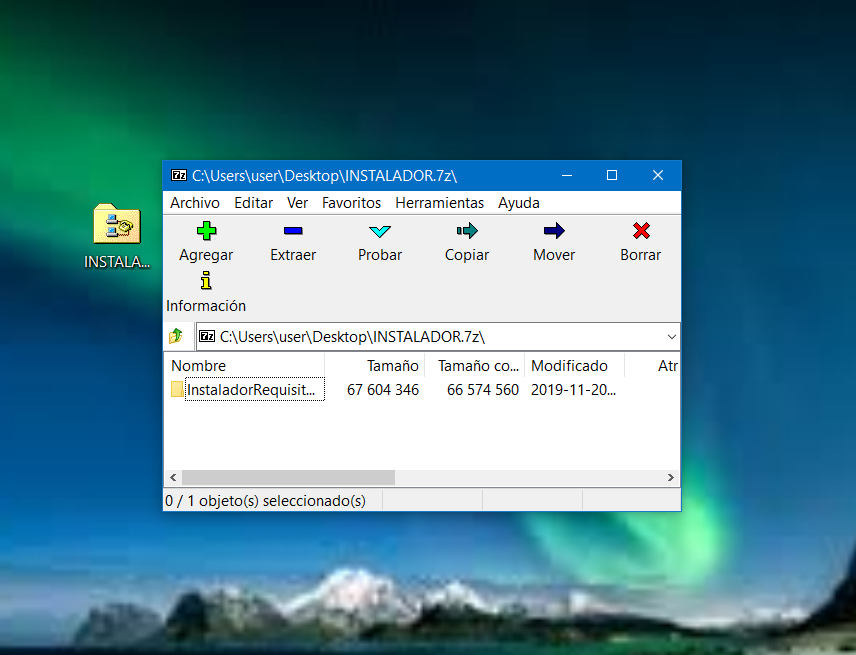 C:\Users\user\Desktop\INSTALADOR.7z\
Archivo Editar Ver Favoritos Herramientas Ayuda
Agregar Extraer Probar Copiar Mover Borrar
Información
C:\Users\user\Desktop\INSTALADOR.7z\
Nombre Tamaño Tamaño co... Modificado Atr
InstaladorRequisit... 67 604 346 66 574 560 2019-11-20...
0 / 1 objeto(s) seleccionado(s)
INSTALA...